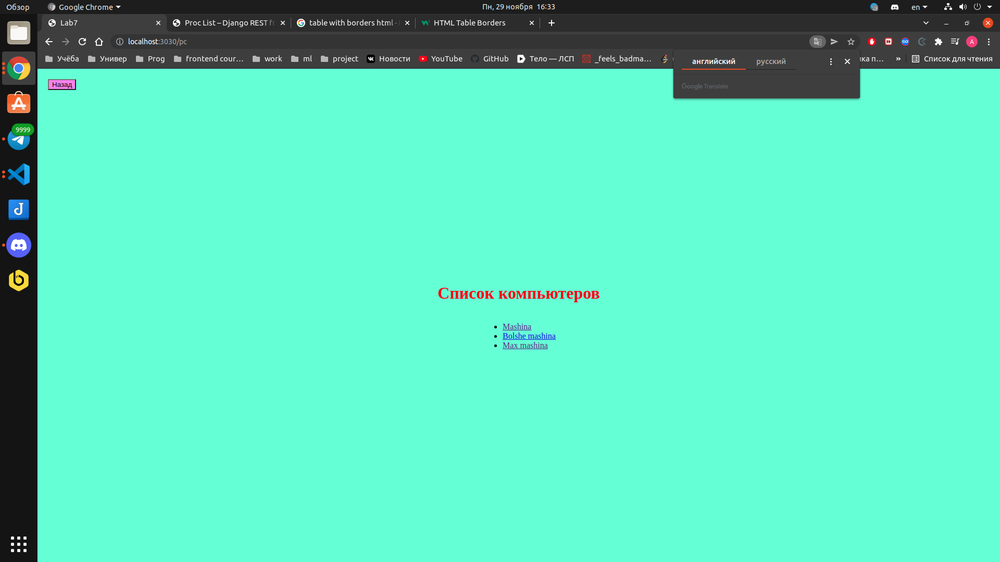 Обзор
Google Chrome
Пн, 29 ноября 16:33
en
Lab7
Proc List – Django REST fr
table with borders html -
HTML Table Borders
localhost:3030/pc
A
Учёба
Универ
Prog
frontend cour…
work
ml
project
Новости
YouTube
GitHub
Тело — ЛСП
_feels_badma…
ка п…
»
Список для чтения
английский
русский
Google Translate
Назад
9999
Список компьютеров
Mashina
Bolshe mashina
Max mashina